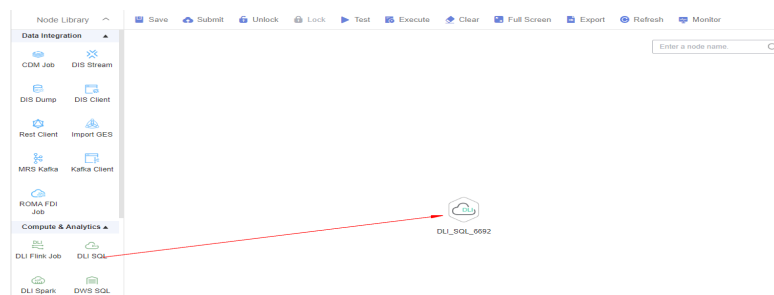 Node Library
Save Submit Unlock Lock Test Execute Clear Full Screen Export Refresh Monitor
Data Integration
Enter a node name
CDM Job DIS Stream
DIS Dump DIS Client
Rest Client Import GES
MRS Kafka Kafka Client
ROMA FDI
Job
Compute & Analytics
DLI
DLI_SQL_6692
DLI
DLI Flink Job DLI SQL
DLI Spark DWS SQL